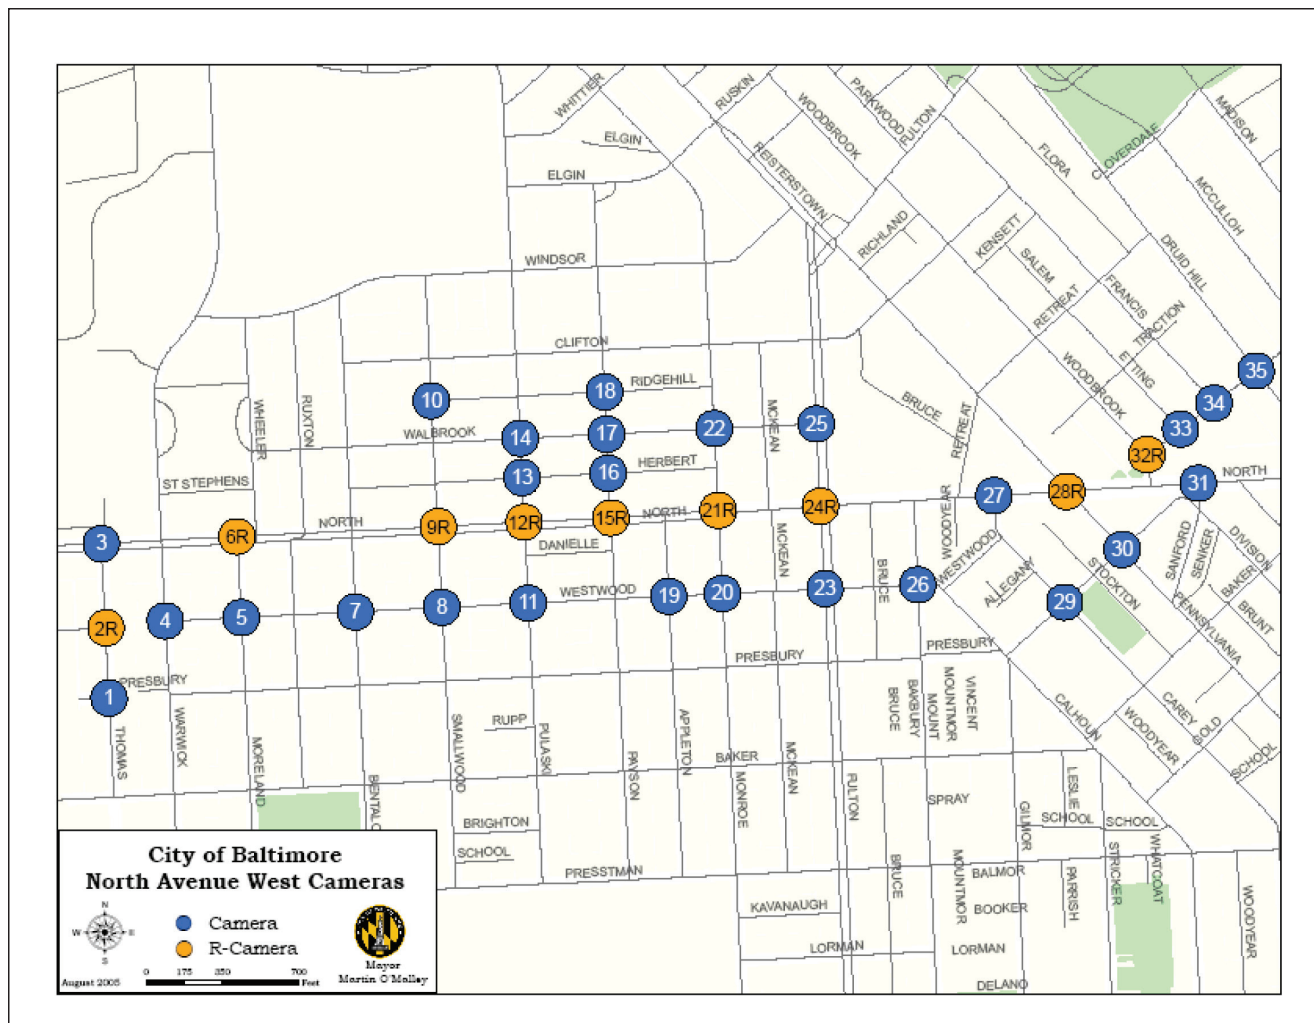 WHITTIER
RUSKIN
WOODBROOK
PARKWOOD
FULTON
MADISON
ELGIN
REISTERSTOWN
FLORA
CLOVERDALE
ELGIN
MCCULLOH
RICHLAND
KENSETT
WINDSOR
SALEM
DRUID HILL
RETREAT
FRANCIS
TRACTION
CLIFTON
ETTING
WOODBROOK
35
10
18
RIDGEHILL
34
WHEELER
RUXTON
WALBROOK
14
17
22
MCKEAN
25
BRUCE
RETREAT
33
32R
ST STEPHENS
13
16
HERBERT
31
NORTH
3
6R
NORTH
9R
12R
15R
NORTH
21R
24R
27
28R
WOODYEAR
DANIELLE
MCKEAN
BRUCE
WESTWOOD
ALLEGANY
STOCKTON
30
SANFORD
SENKER
DIVISION
BAKER
BRUNT
2R
4
5
7
8
11
WESTWOOD
19
20
23
26
29
PENNSYLVANIA
1
PRESBURY
PRESBURY
PRESBURY
THOMAS
WARWICK
MORELAND
BENTALO
SMALLWOOD
RUPP
PULASKI
PAYSON
APPLETON
BAKER
MONROE
MCKEAN
FULTON
BRUCE
BAKBURY
MOUNT
MOUNTMOR
VINCENT
CALHOUN
WOODYEAR
CAREY
GOLD
SCHOOL
SPRAY
GILMOR
LESLIE
SCHOOL
SCHOOL
BRIGHTON
SCHOOL
PRESSTMAN
BRUCE
MOUNTMOR
BALMOR
PARRISH
STRICKER
WHATCOAT
WOODYEAR
KAVANAUGH
BOOKER
LORMAN
LORMAN
DELANO
City of Baltimore
North Avenue West Cameras
N
W
E
S
Camera
R-Camera
August 2005
0 175 350 700
Feet
Mayor
Martin O'Malley